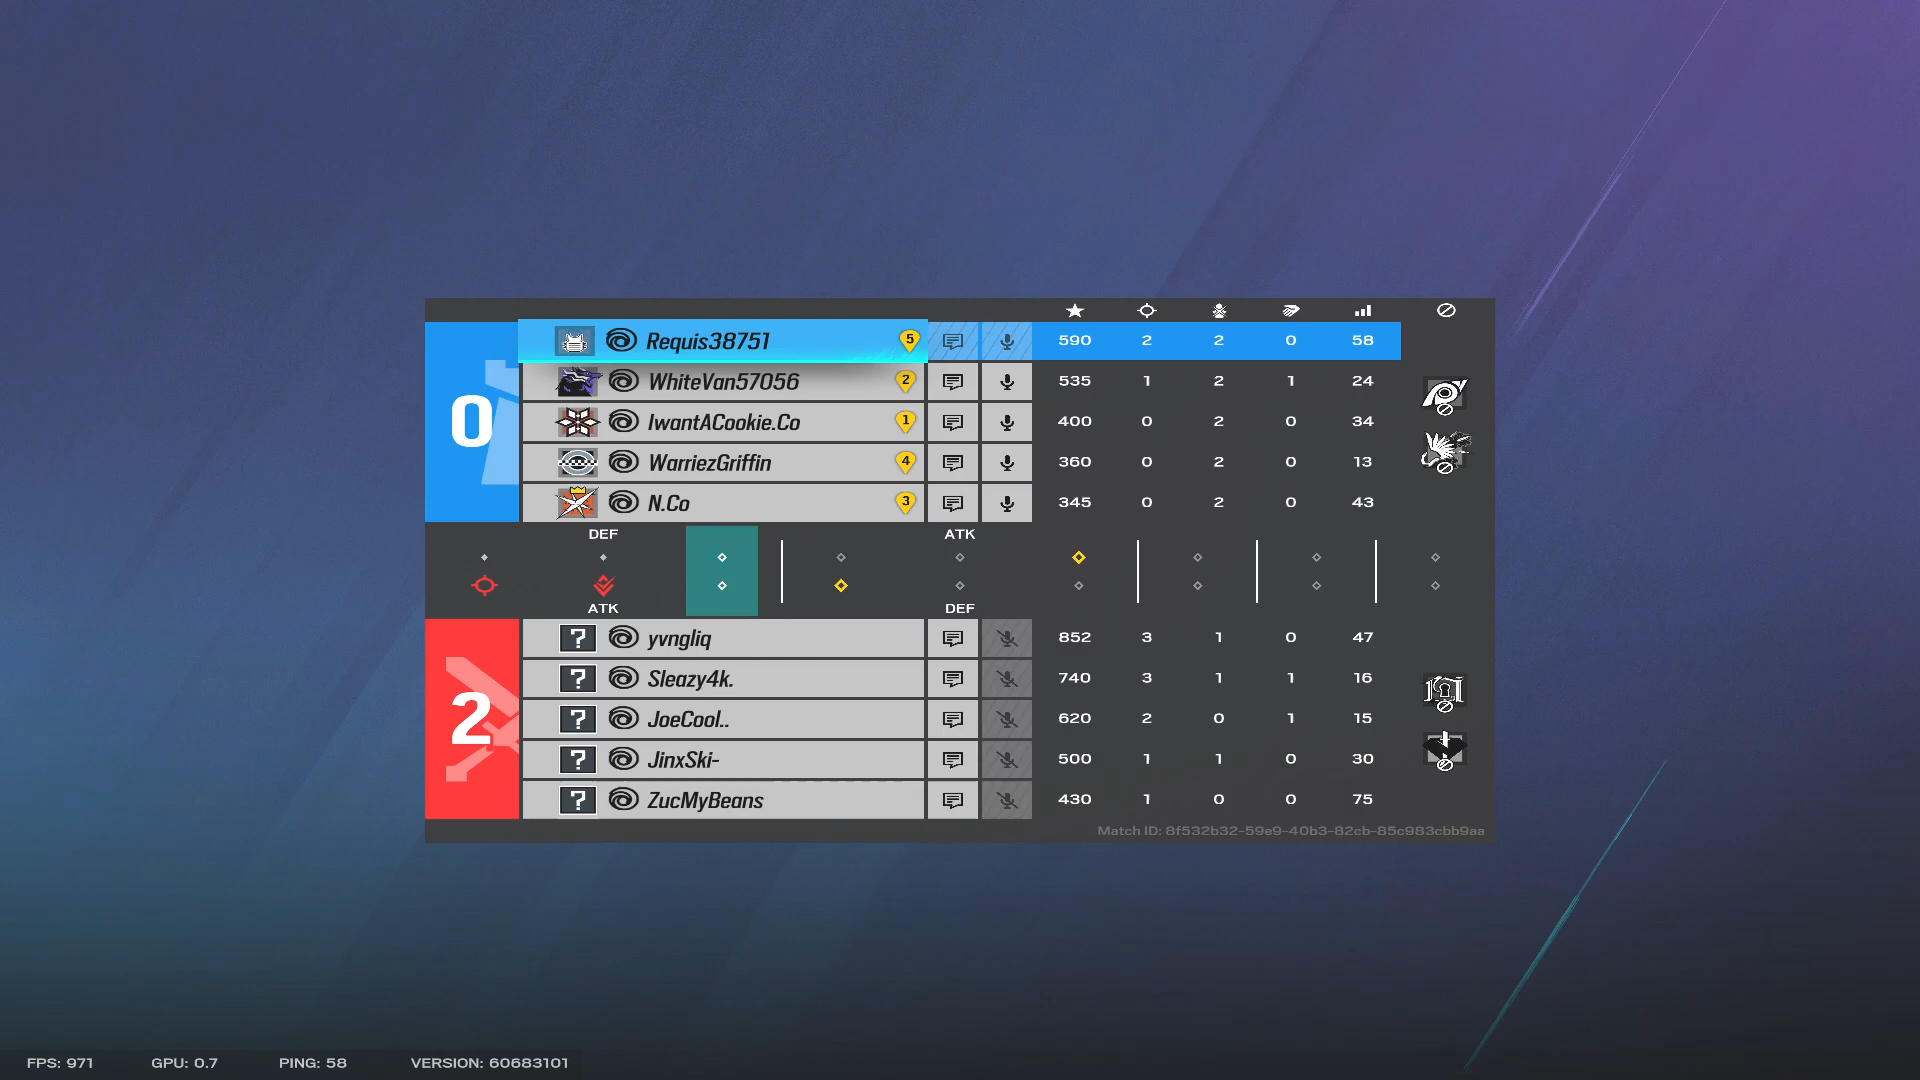 Requis38751 5 590 2 2 0 58
0
WhiteVan57056 2 535 1 2 1 24
IwantACookie.Co 1 400 0 2 0 34
WarriezGriffin 4 360 0 2 0 13
N.Co 3 345 0 2 0 43
DEF ATK
ATK DEF
? yvngliq 852 3 1 0 47
? Sleazy4k. 740 3 1 1 16
2
? JoeCool.. 620 2 0 1 15
? JinxSki- 500 1 1 0 30
? ZucMyBeans 430 1 0 0 75
Match ID: 8f532b32-59e9-40b3-82cb-85c983cbb9aa
FPS: 971 GPU: 0.7 PING: 58 VERSION: 60683101